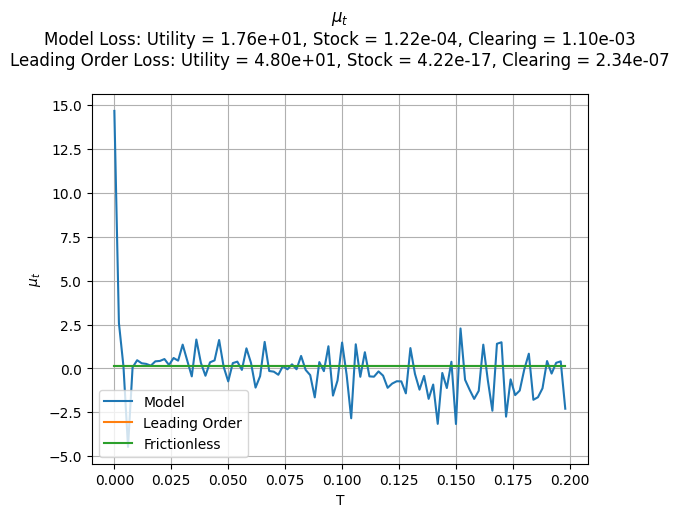 μt
Model Loss: Utility = 1.76e+01, Stock = 1.22e-04, Clearing = 1.10e-03
Leading Order Loss: Utility = 4.80e+01, Stock = 4.22e-17, Clearing = 2.34e-07
15.0
12.5
10.0
7.5
5.0
2.5
0.0
−2.5
−5.0
μt
Model
Leading Order
Frictionless
0.000
0.025
0.050
0.075
0.100
0.125
0.150
0.175
0.200
T